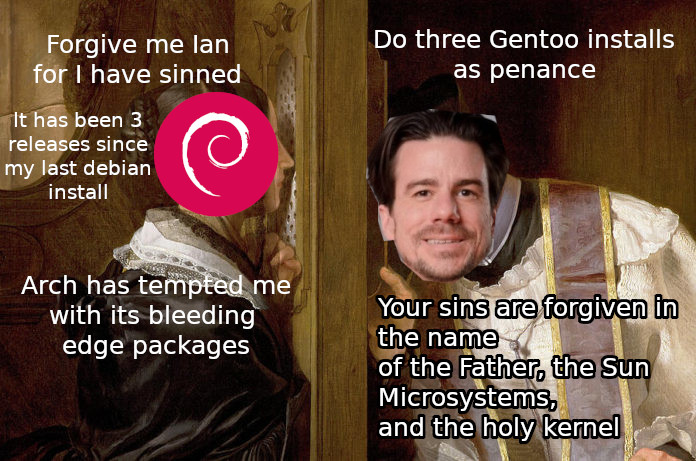 Forgive me Ian
for I have sinned
It has been 3
releases since
my last debian
install
Arch has tempted me
with its bleeding
edge packages
Do three Gentoo installs
as penance
Your sins are forgiven in
the name
of the Father, the Sun
Microsystems,
and the holy kernel